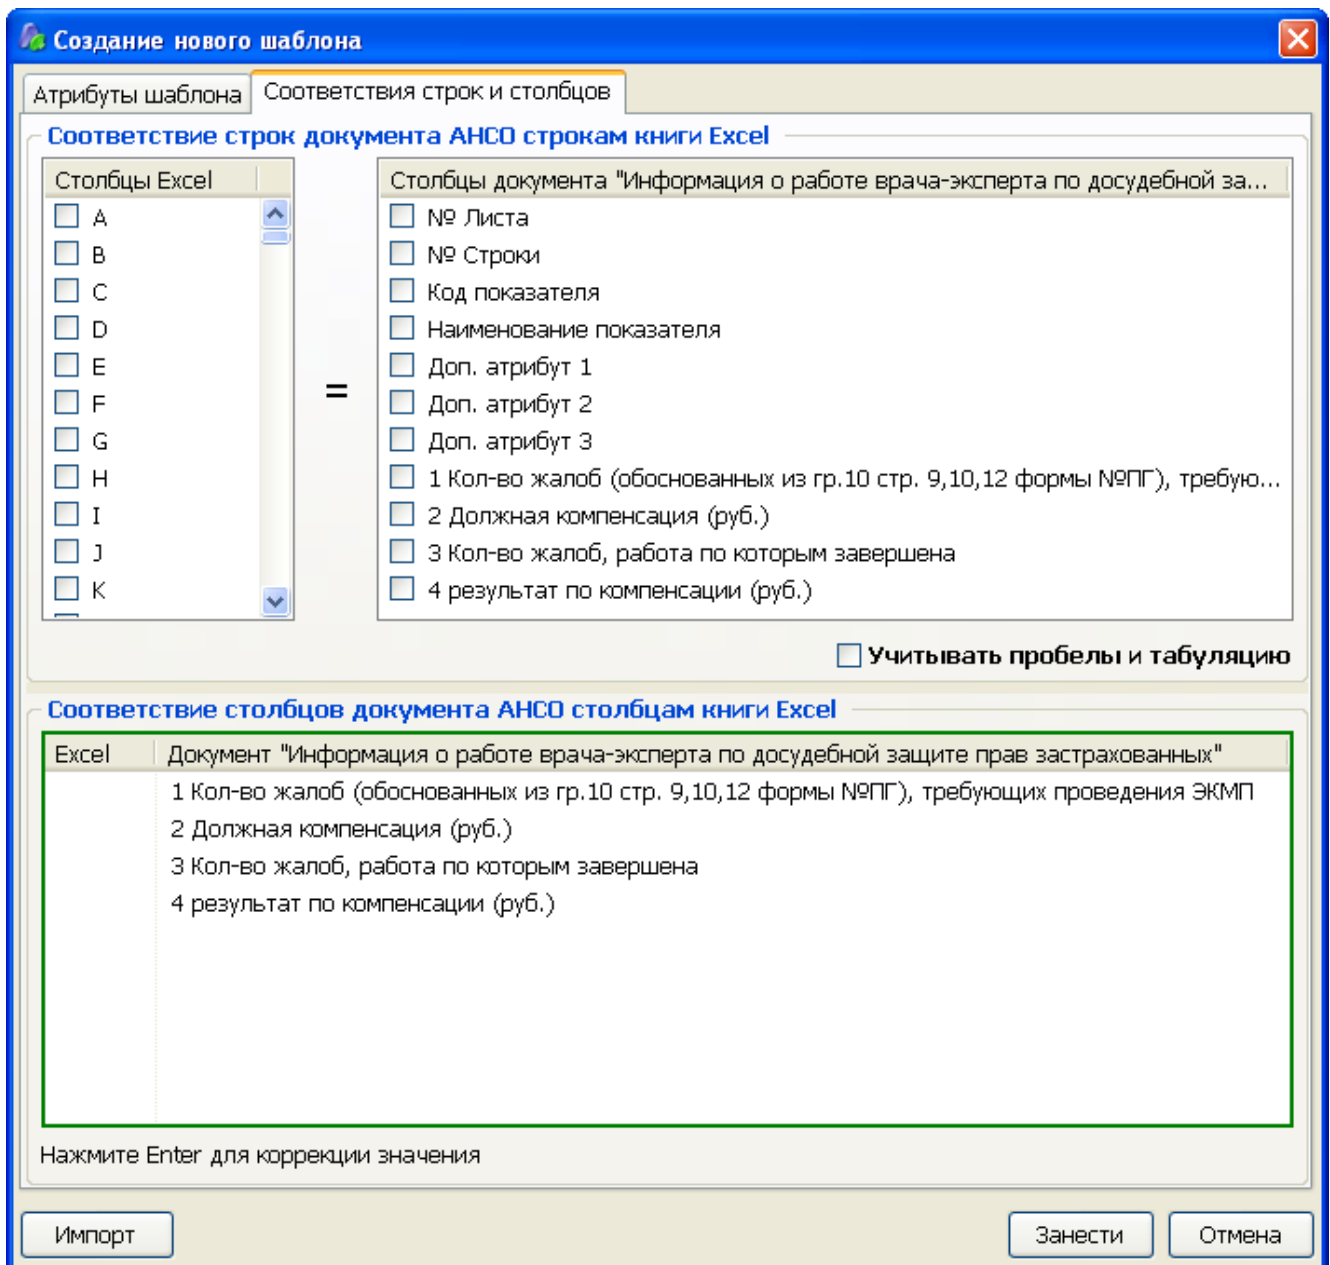 Создание нового шаблона
Атрибуты шаблона
Соответствия строк и столбцов
Соответствие строк документа АНСО строкам книги Excel
Столбцы Excel
A
B
C
D
E
F
G
H
I
J
K
=
Столбцы документа "Информация о работе врача-эксперта по досудебной за...
№ Листа
№ Строки
Код показателя
Наименование показателя
Доп. атрибут 1
Доп. атрибут 2
Доп. атрибут 3
1 Кол-во жалоб (обоснованных из гр.10 стр. 9,10,12 формы №ПГ), требую...
2 Должная компенсация (руб.)
3 Кол-во жалоб, работа по которым завершена
4 результат по компенсации (руб.)
Учитывать пробелы и табуляцию
Соответствие столбцов документа АНСО столбцам книги Excel
Excel Документ "Информация о работе врача-эксперта по досудебной защите прав застрахованных"
1 Кол-во жалоб (обоснованных из гр.10 стр. 9,10,12 формы №ПГ), требующих проведения ЭКМП
2 Должная компенсация (руб.)
3 Кол-во жалоб, работа по которым завершена
4 результат по компенсации (руб.)
Нажмите Enter для коррекции значения
Импорт
Занести
Отмена